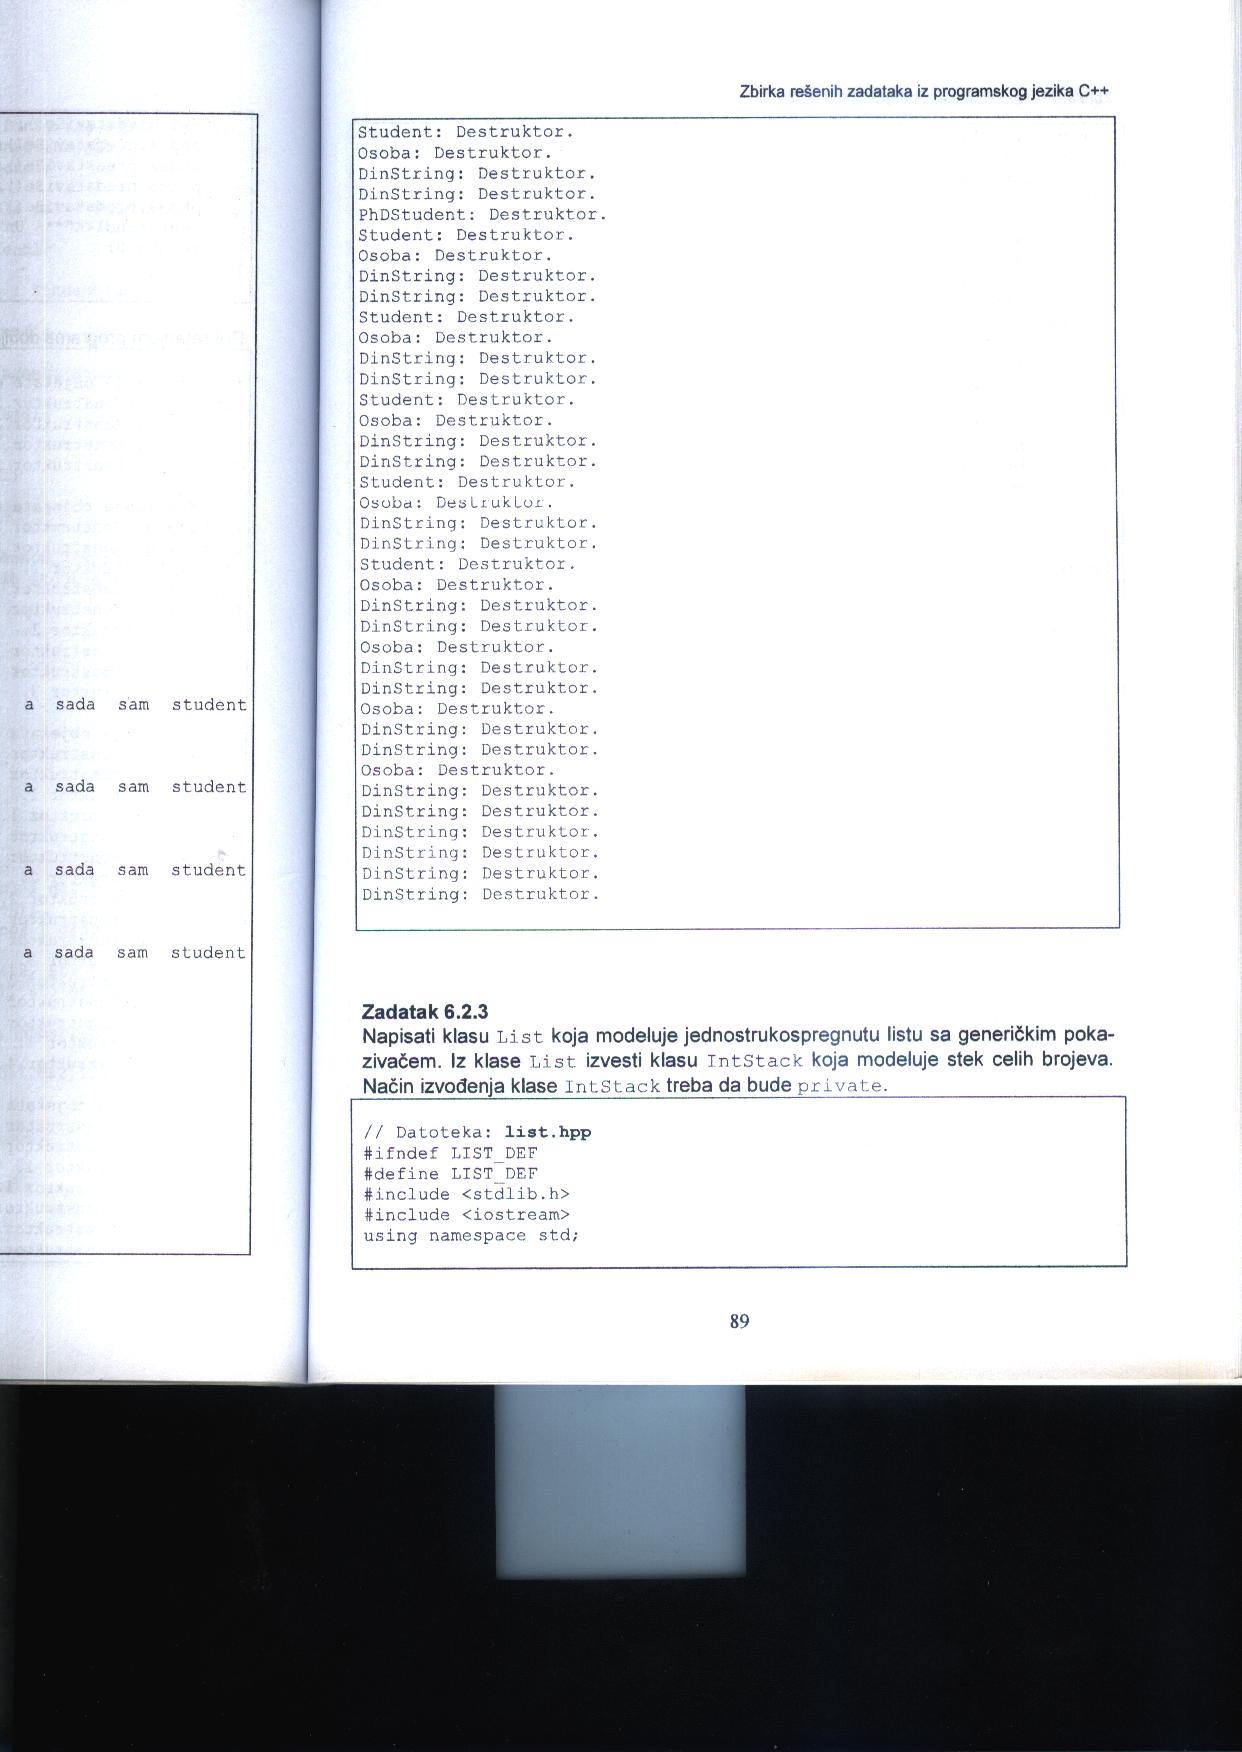 a sada sam student
a sada sam student
a sada sam student
a sada sam student
Zbirka rešenih zadataka iz programskog jezika C++
Student: Destruktor.
Osoba: Destruktor.
DinString: Destruktor.
DinString: Destruktor.
PhDStudent: Destruktor.
Student: Destruktor.
Osoba: Destruktor.
DinString: Destruktor.
DinString: Destruktor.
Student: Destruktor.
Osoba: Destruktor.
DinString: Destruktor.
DinString: Destruktor.
Student: Destruktor.
Osoba: Destruktor.
DinString: Destruktor.
DinString: Destruktor.
Student: Destruktor.
Osoba: Destruktor.
DinString: Destruktor.
DinString: Destruktor.
Student: Destruktor.
Osoba: Destruktor.
DinString: Destruktor.
DinString: Destruktor.
Osoba: Destruktor.
DinString: Destruktor.
DinString: Destruktor.
Osoba: Destruktor.
DinString: Destruktor.
DinString: Destruktor.
Osoba: Destruktor.
DinString: Destruktor.
DinString: Destruktor.
DinString: Destruktor.
DinString: Destruktor.
DinString: Destruktor.
DinString: Destruktor.
Zadatak 6.2.3
Napisati klasu List koja modeluje jednostrukospregnutu listu sa generičkim poka-
zivačem. Iz klase List izvesti klasu IntStack koja modeluje stek celih brojeva.
Način izvođenja klase IntStack treba da bude private.
// Datoteka: list.hpp
#ifndef LIST_DEF
#define LIST_DEF
#include <stdlib.h>
#include <iostream>
using namespace std;
89